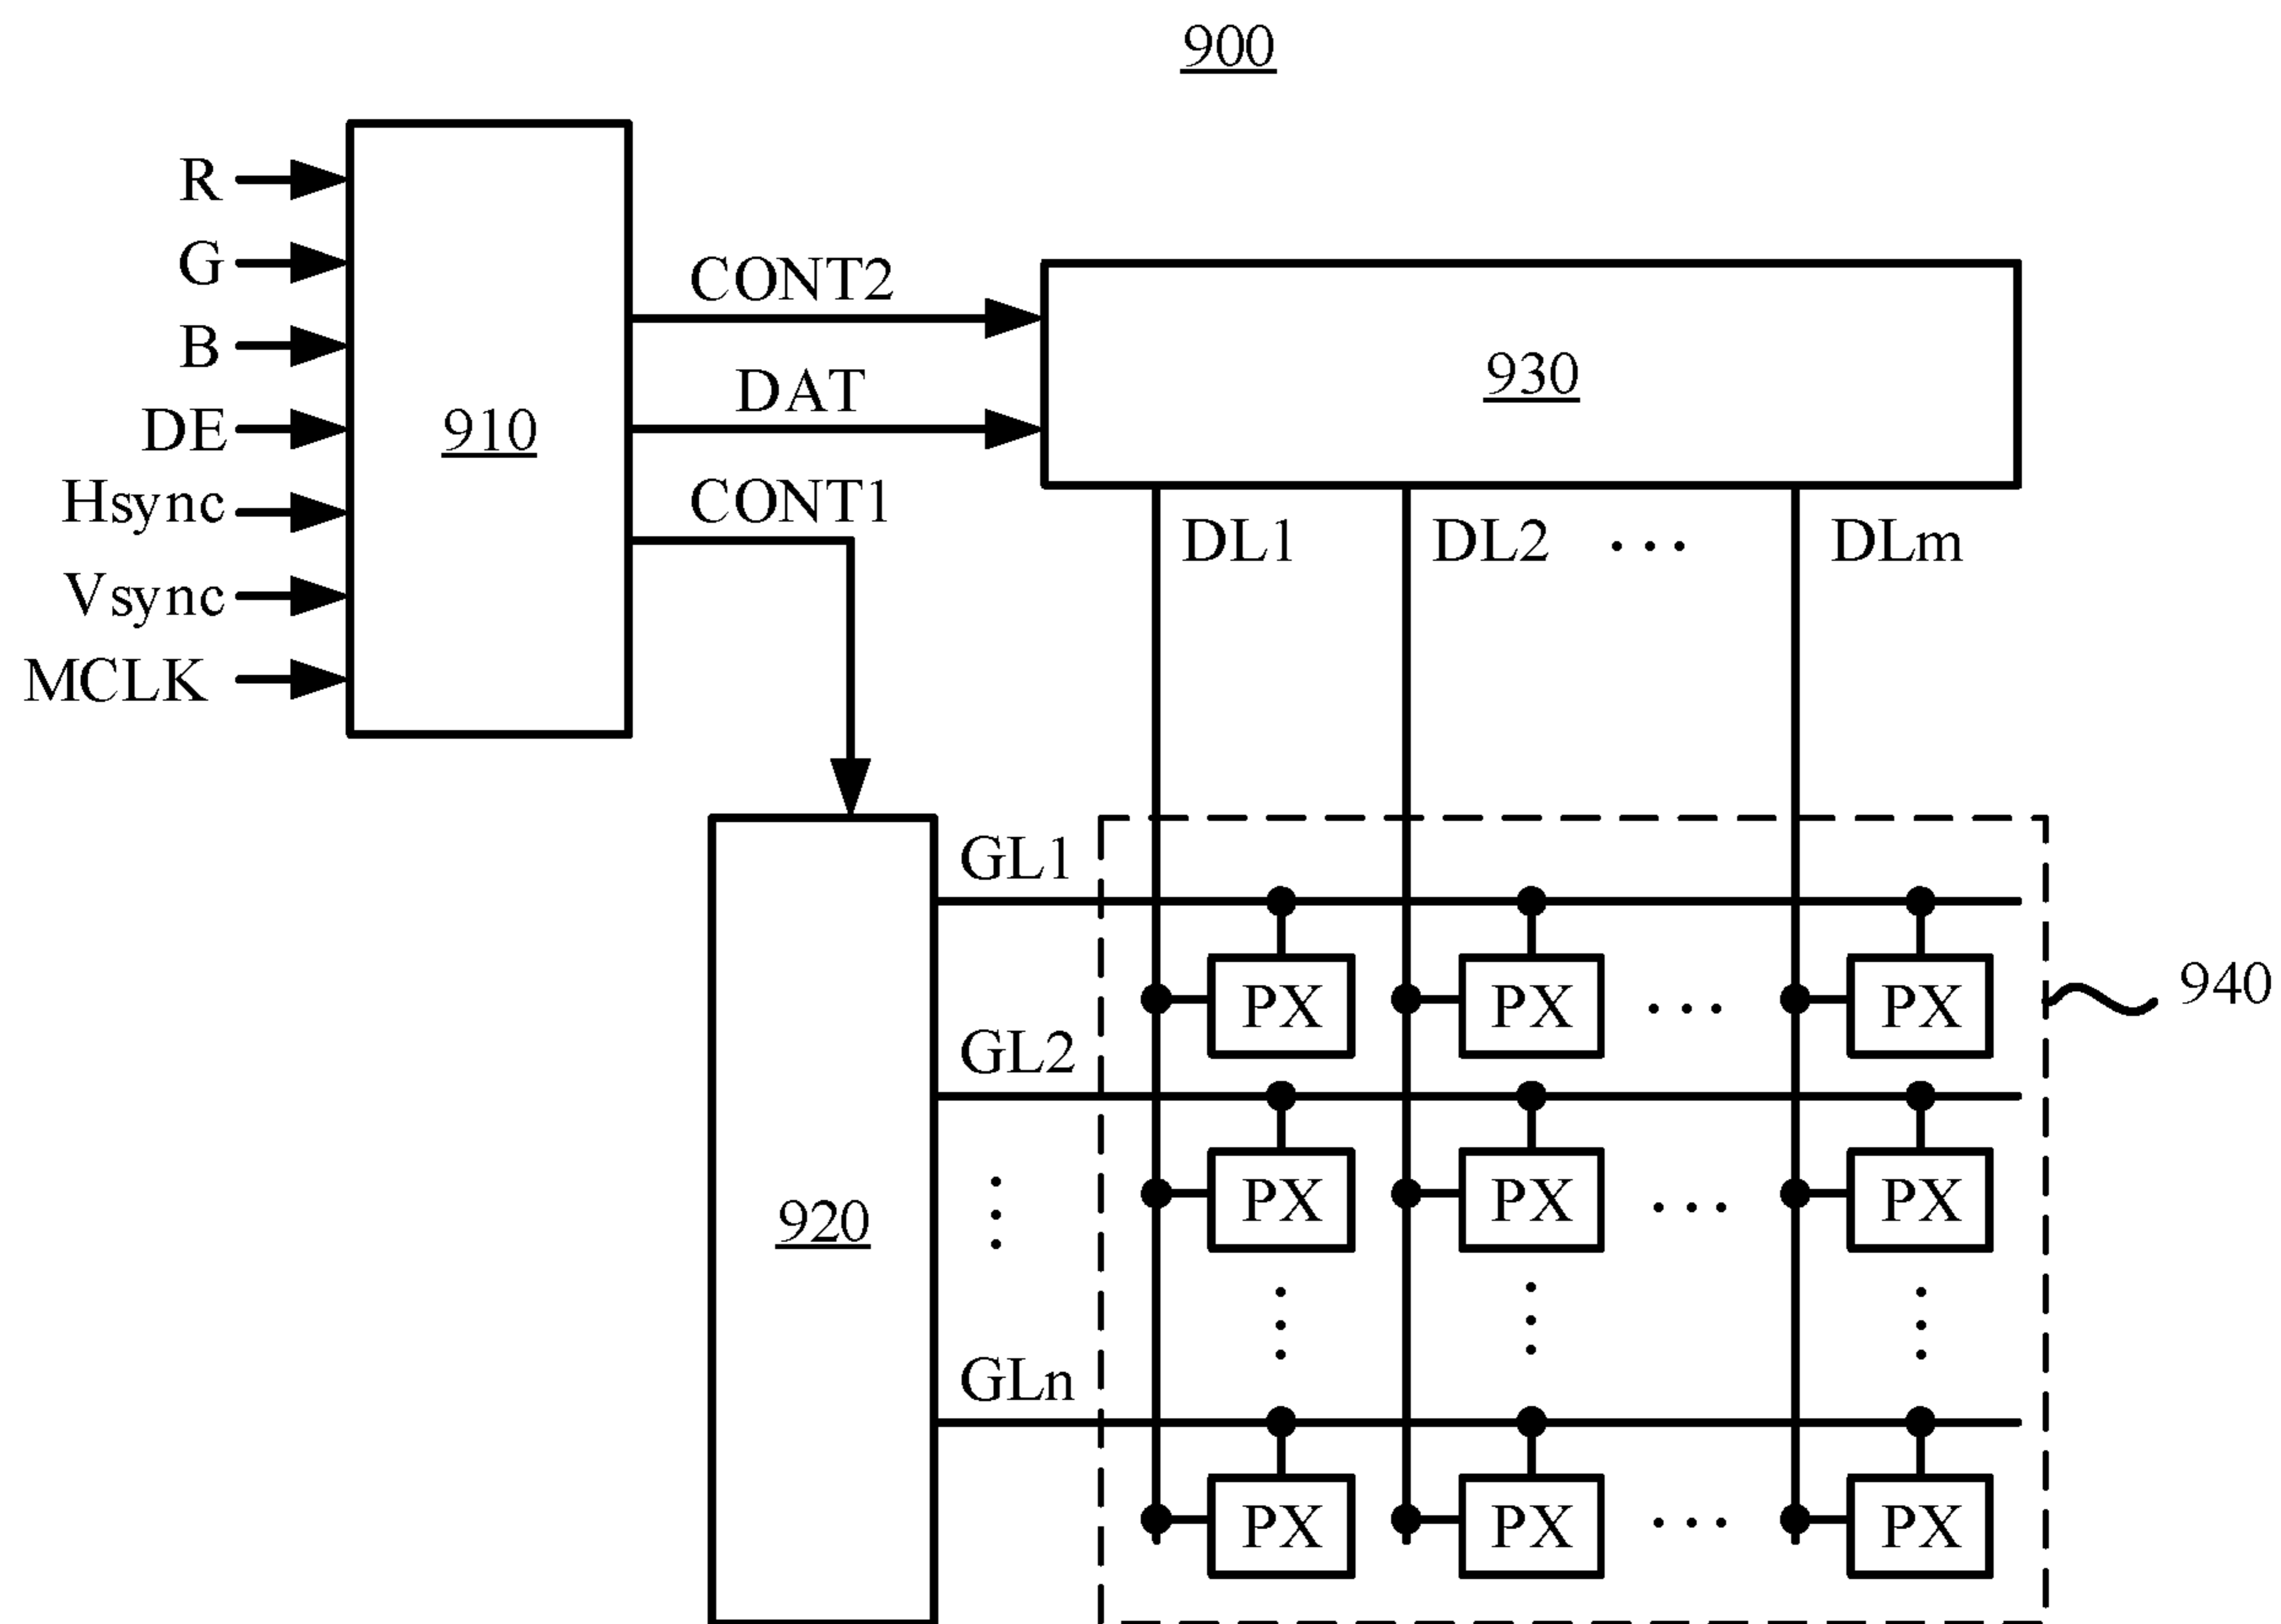 900
R
G
B
DE
Hsync
Vsync
MCLK
910
CONT2
DAT
CONT1
930
DL1 DL2 ... DLm
920
GL1
PX PX ... PX
940
GL2
PX PX ... PX
GLn
PX PX ... PX